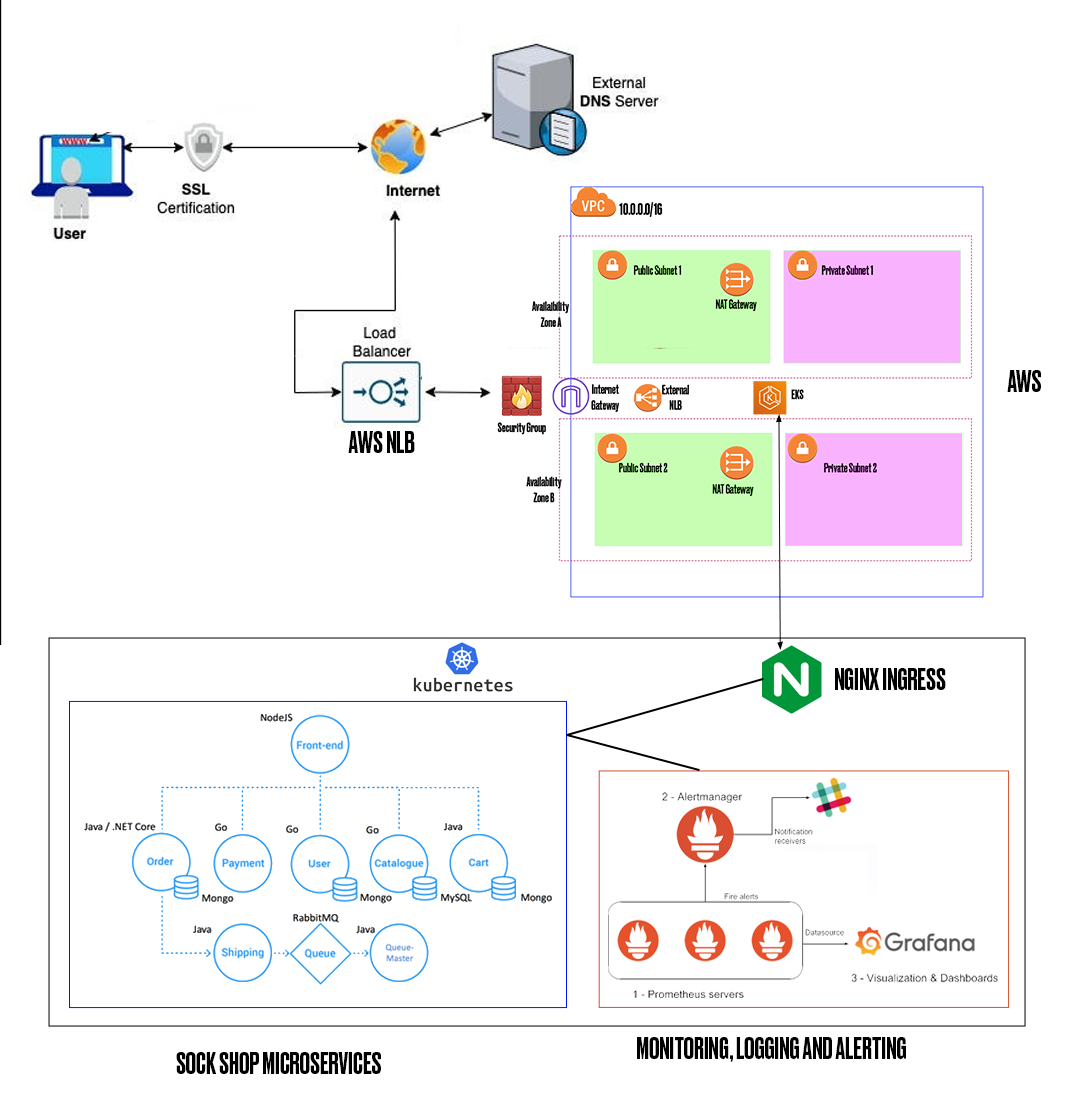 External
DNS Server
WWW
SSL
Certification
Internet
User
VPC
10.0.0.0/16
Public Subnet 1
Private Subnet 1
NAT Gateway
Availability
Zone A
Load
Balancer
AWS NLB
Security Group
Internet
Gateway
External
NLB
EKS
AWS
Public Subnet 2
Private Subnet 2
NAT Gateway
Availability
Zone B
kubernetes
N
NGINX INGRESS
NodeJS
Front-end
Java / .NET Core
Go
Go
Go
Java
Order
Payment
User
Catalogue
Cart
Mongo
Mongo
MySQL
Mongo
Java
RabbitMQ
Java
Shipping
Queue
Queue-
Master
2 - Alertmanager
Notification
receivers
Fire alerts
Datasource
Grafana
3 - Visualization & Dashboards
1 - Prometheus servers
SOCK SHOP MICROSERVICES
MONITORING, LOGGING AND ALERTING